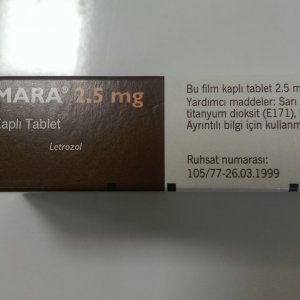 MARA® 2.5 mg
Kaplı Tablet
Letrozol
Bu film kaplı tablet 2.5 m
Yardımcı maddeler: Sarı
titanyum dioksit (E171),
Ayrıntılı bilgi için kullanm
Ruhsat numarası:
105/77-26.03.1999